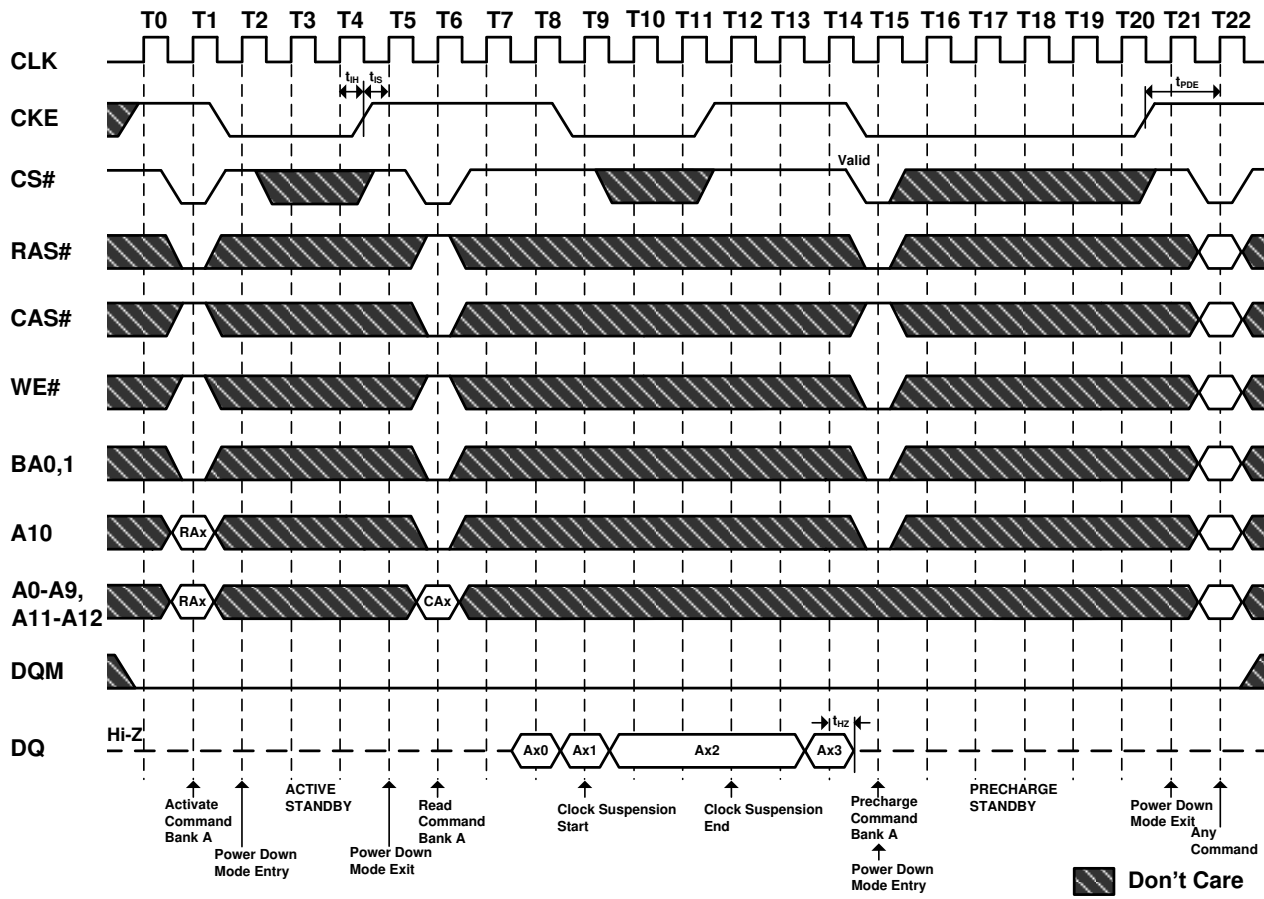 T0 T1 T2 T3 T4 T5 T6 T7 T8 T9 T10 T11 T12 T13 T14 T15 T16 T17 T18 T19 T20 T21 T22
CLK
tIH tIS
tPDE
CKE
Valid
CS#
RAS#
CAS#
WE#
BA0,1
A10
RAx
A0-A9,
A11-A12
RAx
CAx
DQM
Hi-Z
tHZ
DQ
Ax0
Ax1
Ax2
Ax3
Activate
Command
Bank A
Power Down
Mode Entry
ACTIVE
STANDBY
Power Down
Mode Exit
Read
Command
Bank A
Clock Suspension
Start
Clock Suspension
End
Precharge
Command
Bank A
Power Down
Mode Entry
PRECHARGE
STANDBY
Power Down
Mode Exit
Any
Command
Don't Care